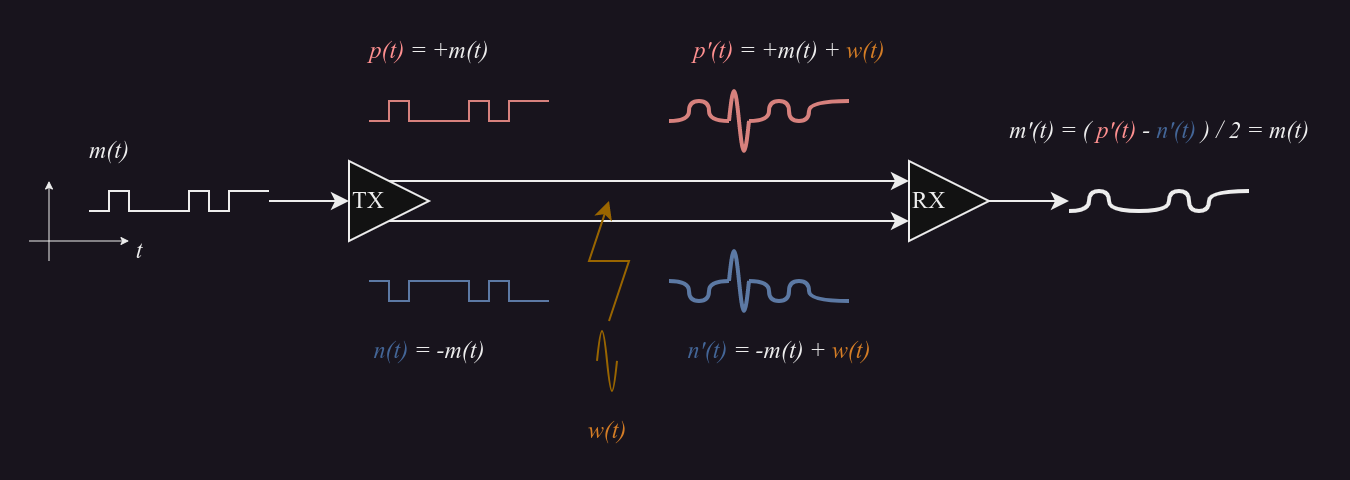 p(t) = +m(t)
p'(t) = +m(t) + w(t)
m'(t) = ( p'(t) - n'(t) ) / 2 = m(t)
m(t)
TX
RX
t
n(t) = -m(t)
n'(t) = -m(t) + w(t)
w(t)